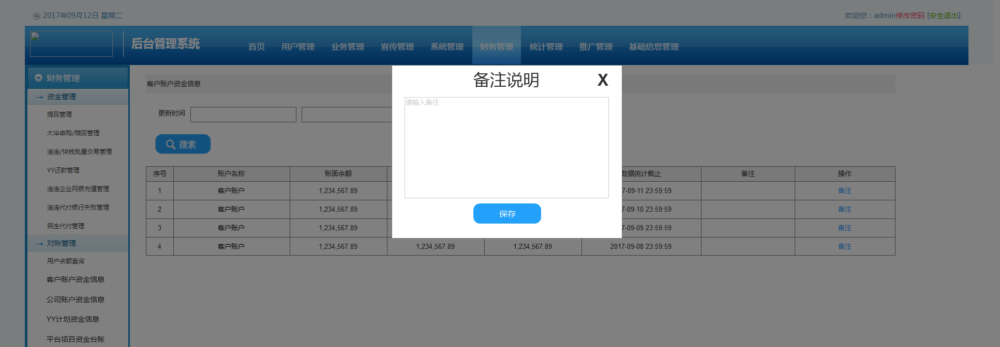 2017年09月12日 星期二
欢迎您：admin修改密码 [安全退出]
后台管理系统
首页 用户管理 业务管理 宣传管理 系统管理 财务管理 统计管理 推广管理 基础信息管理
财务管理
资金管理
提现管理
大华申购/赎回管理
连连/快钱批量交易管理
YY还款管理
连连企业网银充值管理
连连代付银行失败管理
民生代付管理
对账管理
用户余额查询
客户账户资金信息
公司账户资金信息
YY计划资金信息
平台项目资金台账
客户账户资金信息
更新时间
搜索
序号 账户名称 账面余额 数据统计截止 备注 操作
1 客户账户 1,234,567.89 7-09-11 23:59:59 备注
2 客户账户 1,234,567.89 7-09-10 23:59:59 备注
3 客户账户 1,234,567.89 7-09-09 23:59:59 备注
4 客户账户 1,234,567.89 1,234,567.89 1,234,567.89 2017-09-08 23:59:59 备注
备注说明 X
请输入备注
保存